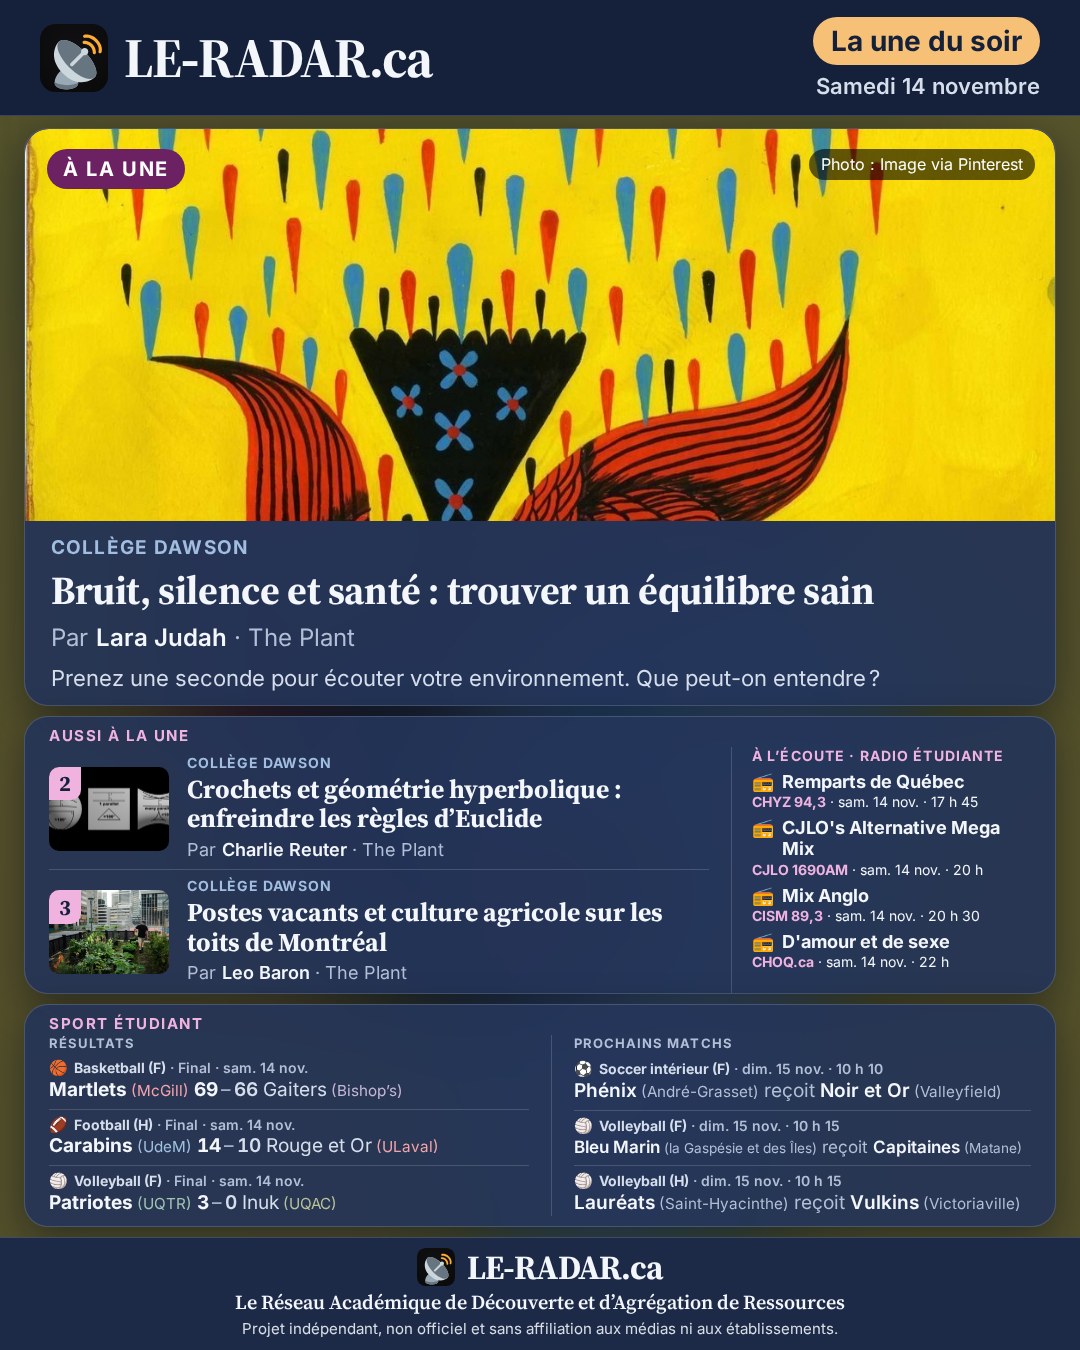 LE-RADAR.ca
La une du soir
Samedi 14 novembre
À LA UNE
Photo : Image via Pinterest
COLLÈGE DAWSON
Bruit, silence et santé : trouver un équilibre sain
Par Lara Judah · The Plant
Prenez une seconde pour écouter votre environnement. Que peut-on entendre ?
AUSSI À LA UNE
2
COLLÈGE DAWSON
Crochets et géométrie hyperbolique :
enfreindre les règles d'Euclide
Par Charlie Reuter · The Plant
3
COLLÈGE DAWSON
Postes vacants et culture agricole sur les
toits de Montréal
Par Leo Baron · The Plant
À L'ÉCOUTE · RADIO ÉTUDIANTE
Remparts de Québec
CHYZ 94,3 · sam. 14 nov. · 17 h 45
CJLO's Alternative Mega
Mix
CJLO 1690AM · sam. 14 nov. · 20 h
Mix Anglo
CISM 89,3 · sam. 14 nov. · 20 h 30
D'amour et de sexe
CHOQ.ca · sam. 14 nov. · 22 h
SPORT ÉTUDIANT
RÉSULTATS
Basketball (F) · Final · sam. 14 nov.
Martlets (McGill) 69 – 66 Gaiters (Bishop's)
Football (H) · Final · sam. 14 nov.
Carabins (UdeM) 14 – 10 Rouge et Or (ULaval)
Volleyball (F) · Final · sam. 14 nov.
Patriotes (UQTR) 3 – 0 Inuk (UQAC)
PROCHAINS MATCHS
Soccer intérieur (F) · dim. 15 nov. · 10 h 10
Phénix (André-Grasset) reçoit Noir et Or (Valleyfield)
Volleyball (F) · dim. 15 nov. · 10 h 15
Bleu Marin (la Gaspésie et des Îles) reçoit Capitaines (Matane)
Volleyball (H) · dim. 15 nov. · 10 h 15
Lauréats (Saint-Hyacinthe) reçoit Vulkins (Victoriaville)
LE-RADAR.ca
Le Réseau Académique de Découverte et d'Agrégation de Ressources
Projet indépendant, non officiel et sans affiliation aux médias ni aux établissements.